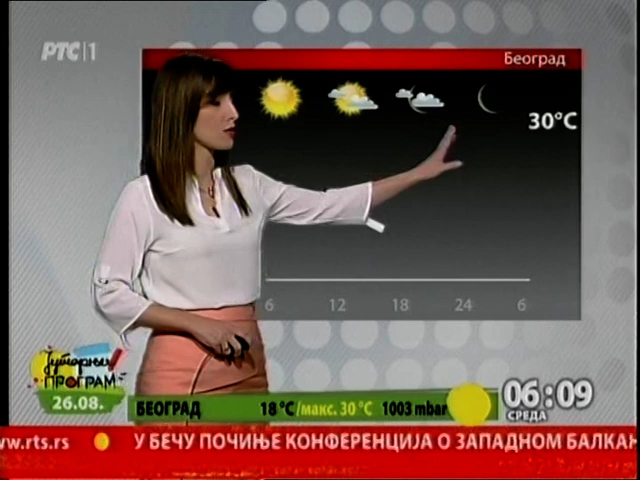 РТС|1
Београд
30°C
6 12 18 24 6
Јутарњи
ПРОГРАМ
26.08.
БЕОГРАД 18 °C /макс. 30 °C 1003 mbar
06:09
СРЕДА
ww.rts.rs У БЕЧУ ПОЧИЊЕ КОНФЕРЕНЦИЈА О ЗАПАДНОМ БАЛКАН